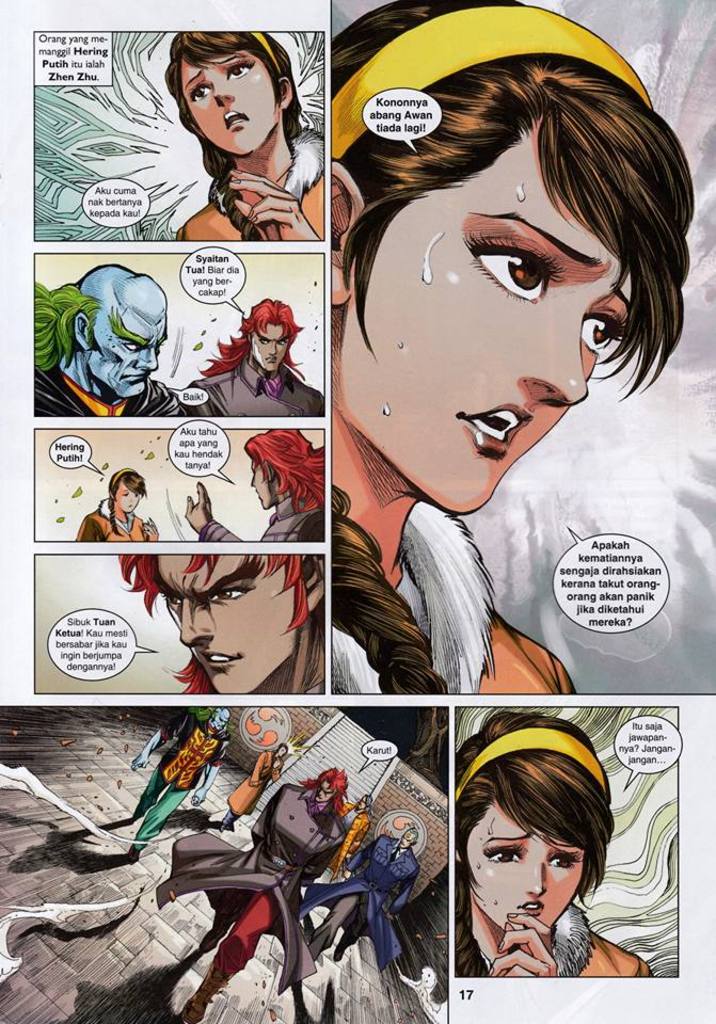 Orang yang me-
manggil Hering
Putih itu ialah
Zhen Zhu.
Aku cuma
nak bertanya
kepada kau!
Syaitan
Tua! Biar dia
yang ber-
cakap!
Baik!
Hering
Putih!
Aku tahu
apa yang
kau hendak
tanya!
Sibuk Tuan
Ketua! Kau mesti
bersabar jika kau
ingin berjumpa
dengannya!
Kononnya
abang Awan
tiada lagi!
Apakah
kematiannya
sengaja dirahsiakan
kerana takut orang-
orang akan panik
jika diketahui
mereka?
Karut!
Itu saja
jawapan-
nya? Jangan-
jangan...
17